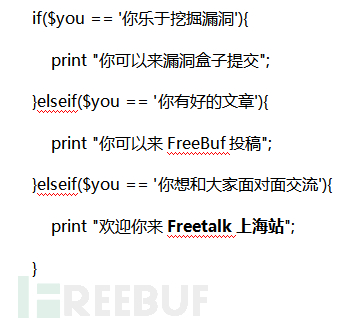 if($you == '你乐于挖掘漏洞'){
print "你可以来漏洞盒子提交";
}elseif($you == '你有好的文章'){
print "你可以来 FreeBuf 投稿";
}elseif($you == '你想和大家面对面交流'){
print "欢迎你来 Freetalk 上海站";
}
FREEBUF